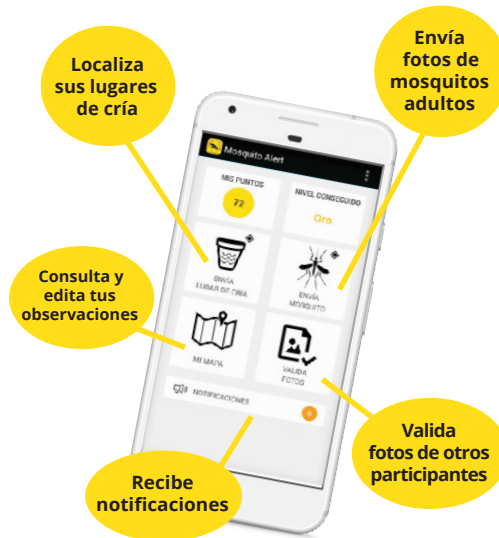 Localiza
sus lugares
de cría
Envía
fotos de
mosquitos
adultos
Mosquito Alert
MIS PUNTOS
72
NIVEL CONSEGUIDO
Oro
ENVÍA
LUGAR DE CRÍA
ENVÍA
MOSQUITO
Consulta y
edita tus
observaciones
MI MAPA
VALIDA
FOTOS
NOTIFICACIONES
Valida
fotos de otros
participantes
Recibe
notificaciones